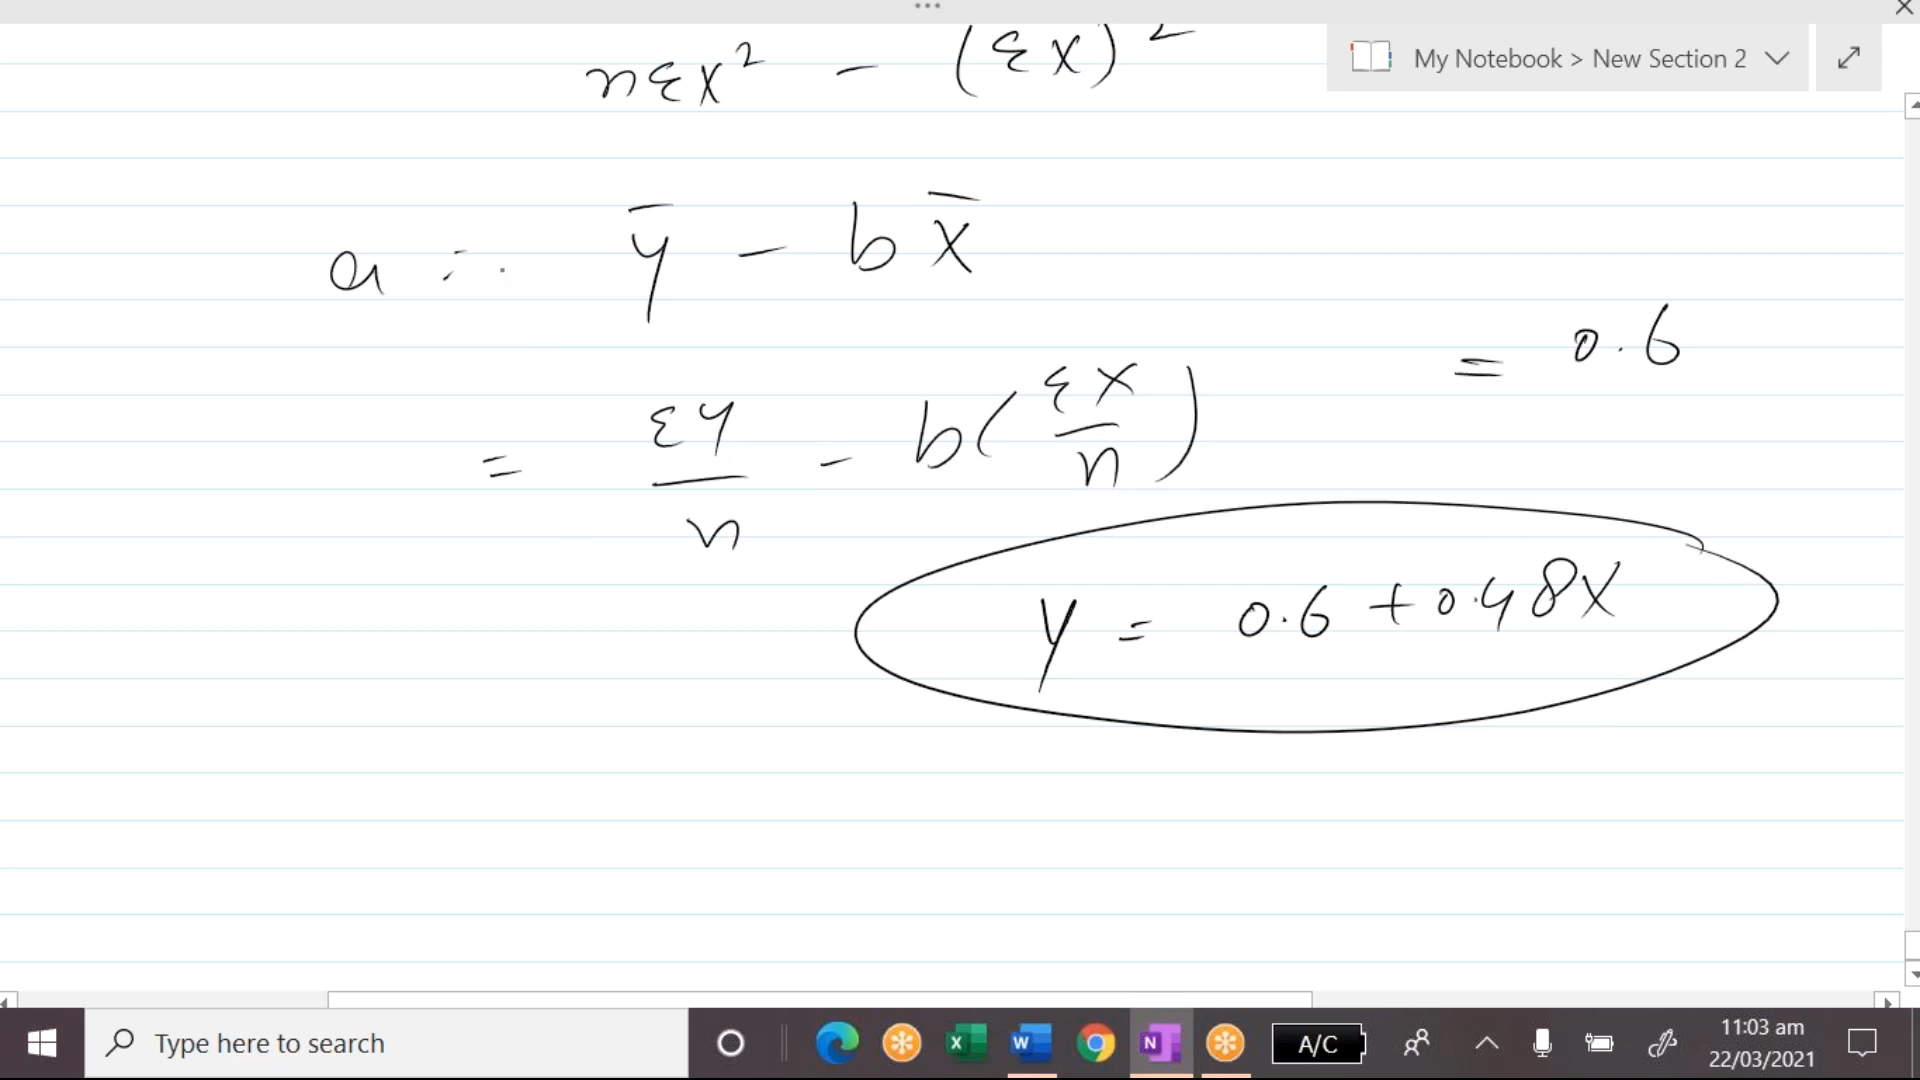 nΣx² - (Σx)²
My Notebook > New Section 2
a = ȳ - b x̄
= 0.6
= Σy/n - b(Σx/n)
y = 0.6 + 0.48x
Type here to search
A/C
11:03 am
22/03/2021